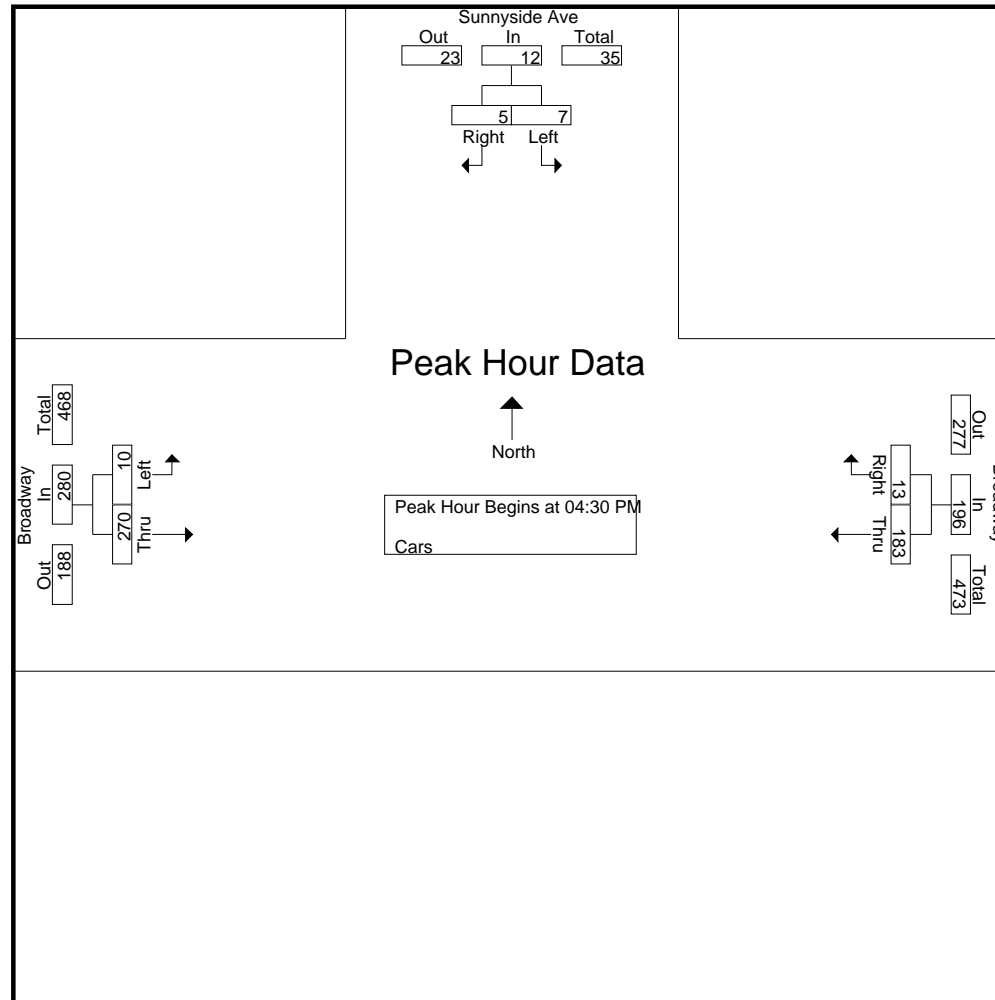 Sunnyside Ave
Out In Total
23 12 35
5 7
Right Left
Peak Hour Data
North
Peak Hour Begins at 04:30 PM
Cars
Broadway
Total In Out
468 280 188
10 270
Left Thru
Out In Total
277 196 473
13 183
Right Thru